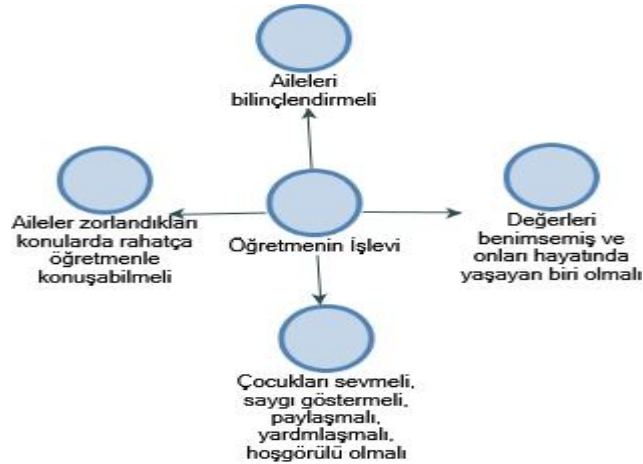 Aileleri
bilinçlendirmeli
Aileler zorlandıkları
konularda rahatça
öğretmenle
konuşabilmeli
Öğretmenin İşlevi
Değerleri
benimsemiş ve
onları hayatında
yaşayan biri olmalı
Çocukları sevmeli,
saygı göstermeli,
paylaşmalı,
yardmlaşmalı,
hoşgörülü olmalı